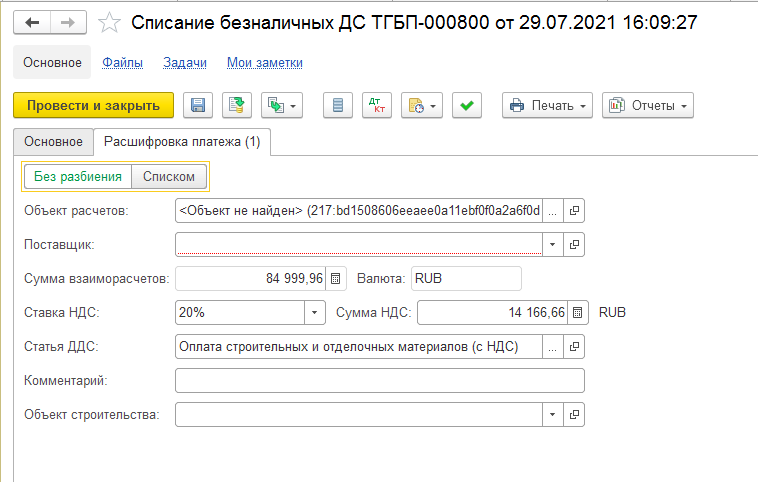 Списание безналичных ДС ТГБП-000800 от 29.07.2021 16:09:27
Основное Файлы Задачи Мои заметки
Провести и закрыть Дт Кт Печать Отчеты
Основное Расшифровка платежа (1)
Без разбиения Списком
Объект расчетов: <Объект не найден> (217:bd1508606eeaee0a11ebf0f0a2a6f0d ...
Поставщик:
Сумма взаиморасчетов: 84 999,96 Валюта: RUB
Ставка НДС: 20% Сумма НДС: 14 166,66 RUB
Статья ДДС: Оплата строительных и отделочных материалов (с НДС) ...
Комментарий:
Объект строительства: